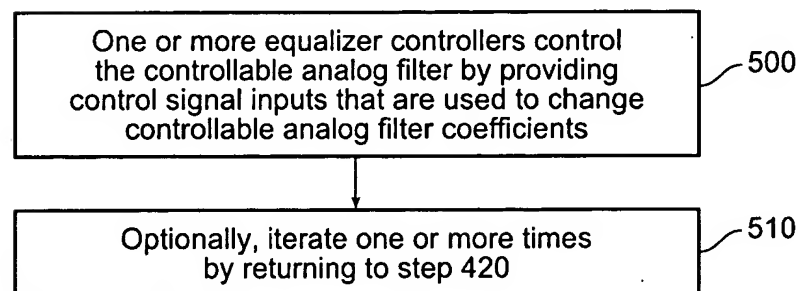 One or more equalizer controllers control
the controllable analog filter by providing
control signal inputs that are used to change
controllable analog filter coefficients
500
Optionally, iterate one or more times
by returning to step 420
510